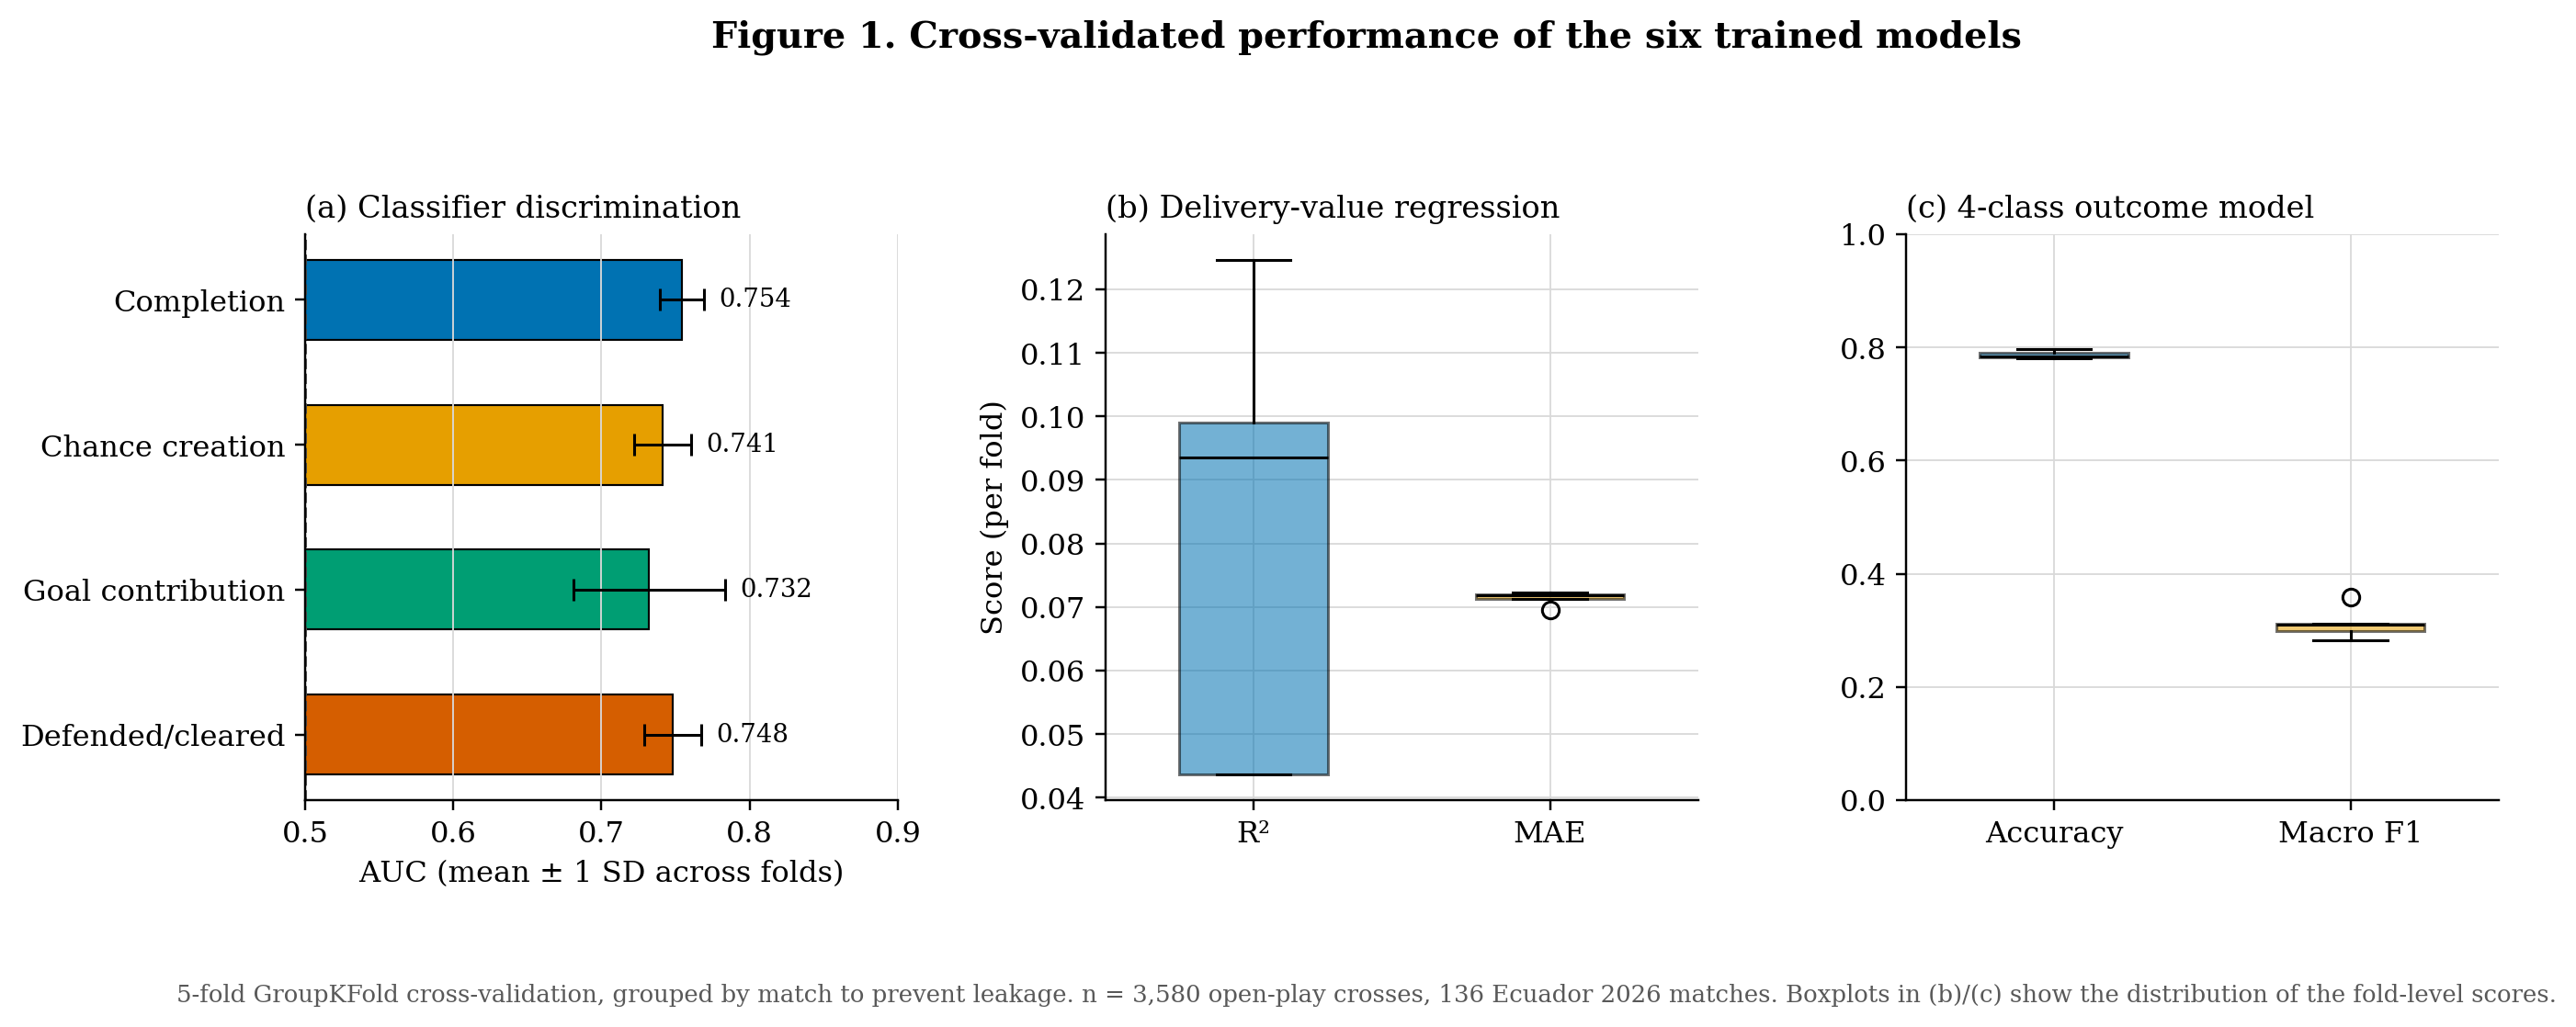 Figure 1. Cross-validated performance of the six trained models
(a) Classifier discrimination
Completion
Chance creation
Goal contribution
Defended/cleared
0.754
0.741
0.732
0.748
0.5 0.6 0.7 0.8 0.9
AUC (mean ± 1 SD across folds)
(b) Delivery-value regression
Score (per fold)
0.12
0.11
0.10
0.09
0.08
0.07
0.06
0.05
0.04
R² MAE
(c) 4-class outcome model
1.0
0.8
0.6
0.4
0.2
0.0
Accuracy Macro F1
5-fold GroupKFold cross-validation, grouped by match to prevent leakage. n = 3,580 open-play crosses, 136 Ecuador 2026 matches. Boxplots in (b)/(c) show the distribution of the fold-level scores.